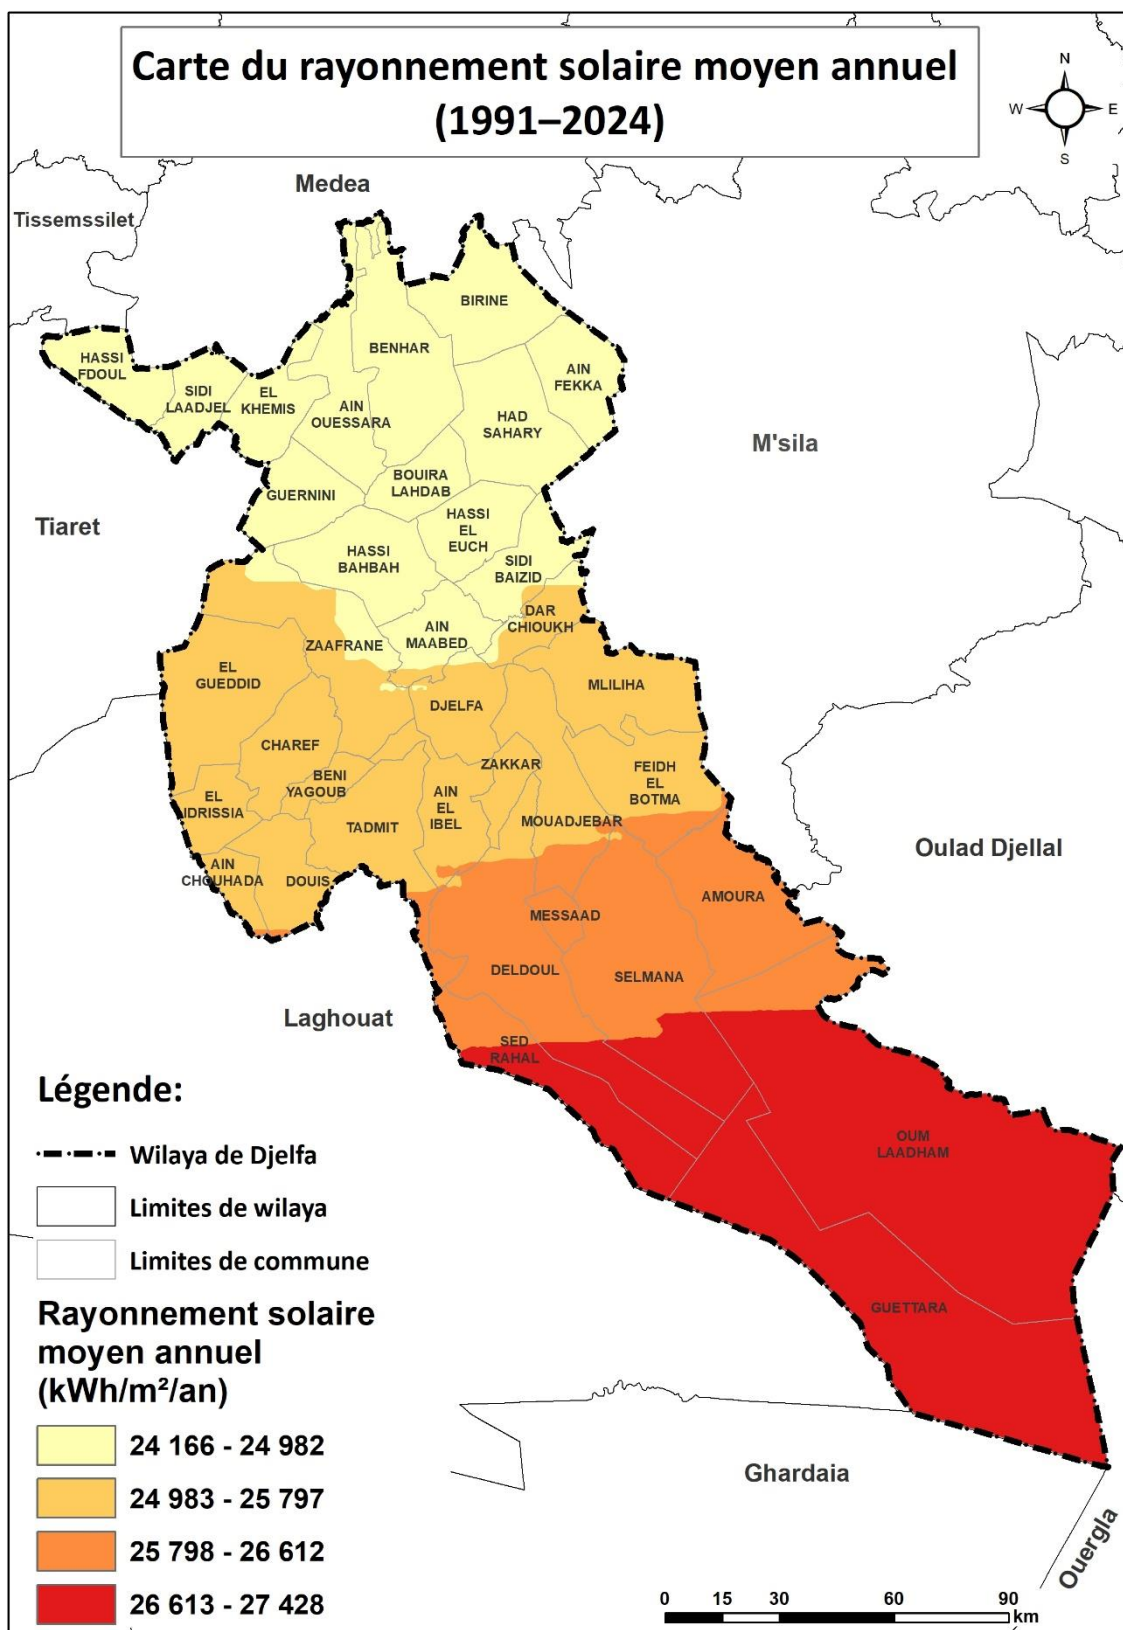 Carte du rayonnement solaire moyen annuel
(1991–2024)
N
W
E
S
Medea
Tissemssilet
BIRINE
BENHAR
HASSI
FDOUL
AIN
FEKKA
SIDI
LAADJEL
EL
KHEMIS
AIN
OUESSARA
HAD
SAHARY
M'sila
BOUIRA
LAHDAB
GUERNINI
Tiaret
HASSI
EL
EUCH
HASSI
BAHBAH
SIDI
BAIZID
DAR
CHIOUKH
AIN
MAABED
ZAAFRANE
EL
GUEDDID
MLILIHA
DJELFA
CHAREF
ZAKKAR
BENI
YAGOUB
FEIDH
EL
BOTMA
EL
IDRISSIA
AIN
EL
IBEL
TADMIT
MOUADJEBAR
Oulad Djellal
AIN
CHOUHADA
DOUIS
AMOURA
MESSAAD
DELDOUL
SELMANA
Laghouat
SED
RAHAL
OUM
LAADHAM
GUETTARA
Ghardaia
Ouergla
Légende:
Wilaya de Djelfa
Limites de wilaya
Limites de commune
Rayonnement solaire
moyen annuel
(kWh/m²/an)
24 166 - 24 982
24 983 - 25 797
25 798 - 26 612
26 613 - 27 428
0 15 30 60 90
km